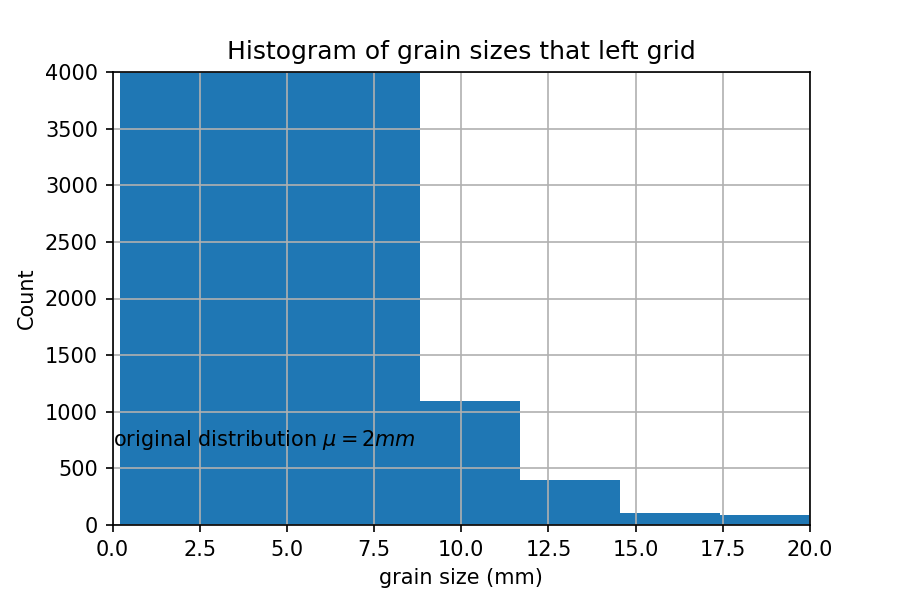 Histogram of grain sizes that left grid
4000
3500
3000
2500
2000
1500
1000
500
0
Count
original distribution μ = 2mm
0.0 2.5 5.0 7.5 10.0 12.5 15.0 17.5 20.0
grain size (mm)